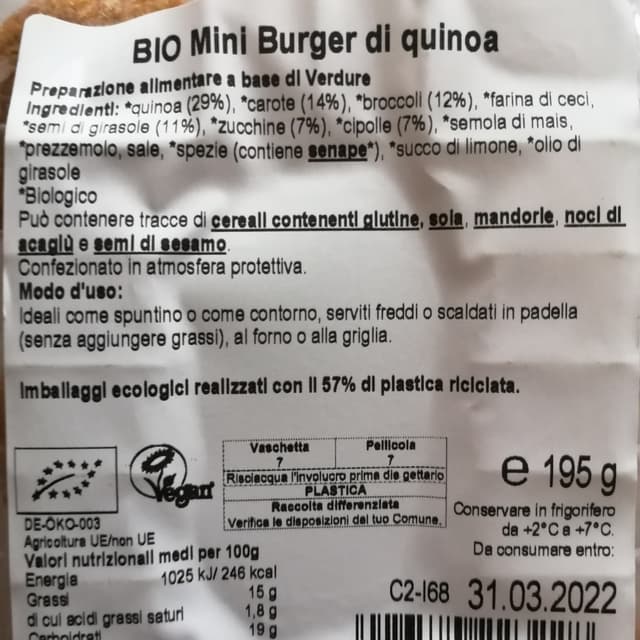 BIO Mini Burger di quinoa
Preparazione alimentare a base di Verdure
Ingredienti: *quinoa (29%), *carote (14%), *broccoli (12%), *farina di ceci,
*semi di girasole (11%), *zucchine (7%), *cipolle (7%), *semola di mais,
*prezzemolo, sale, *spezie (contiene senape*), *succo di limone, *olio di
girasole
*Biologico
Può contenere tracce di cereali contenenti glutine, soia, mandorle, noci di
acagiù e semi di sesamo.
Confezionato in atmosfera protettiva.
Modo d'uso:
Ideali come spuntino o come contorno, serviti freddi o scaldati in padella
(senza aggiungere grassi), al forno o alla griglia.
Imballaggi ecologici realizzati con il 57% di plastica riciclata.
Vaschetta Pellicola
7 7
Risciacqua l'involucro prima die gettarlo
PLASTICA
Raccolta differenziata
Verifica le disposizioni del tuo Comune.
Vegan
DE-ÖKO-003
Agricoltura UE/non UE
e 195 g
Conservare in frigorifero
da +2°C a +7°C.
Da consumare entro:
C2-I68 31.03.2022
Valori nutrizionali medi per 100g
Energia 1025 kJ/ 246 kcal
Grassi 15 g
di cui acidi grassi saturi 1,8 g
Carboidrati 19 g